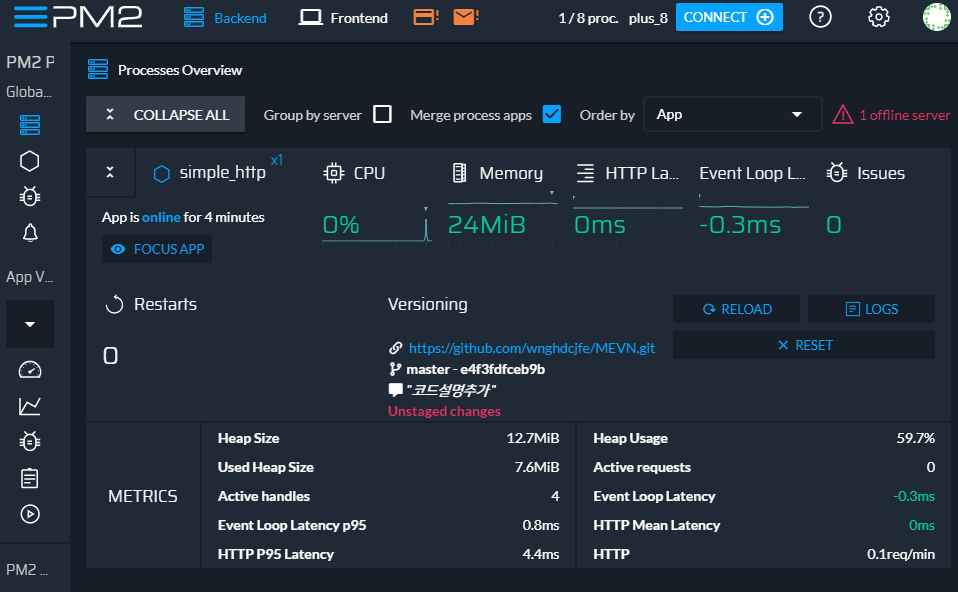 PM2 Backend Frontend ! ! 1 / 8 proc. plus_8 CONNECT ?
PM2 P
Globa...
App V...
PM2 ...
Processes Overview
COLLAPSE ALL Group by server Merge process apps Order by App 1 offline server
simple_http x1 CPU Memory HTTP La... Event Loop L... Issues
App is online for 4 minutes
0% 24MiB 0ms -0.3ms 0
FOCUS APP
Restarts Versioning RELOAD LOGS
0
RESET
https://github.com/wnghdcjfe/MEVN.git
master - e4f3fdfceb9b
"코드설명추가"
Unstaged changes
METRICS
Heap Size 12.7MiB Heap Usage 59.7%
Used Heap Size 7.6MiB Active requests 0
Active handles 4 Event Loop Latency -0.3ms
Event Loop Latency p95 0.8ms HTTP Mean Latency 0ms
HTTP P95 Latency 4.4ms HTTP 0.1req/min